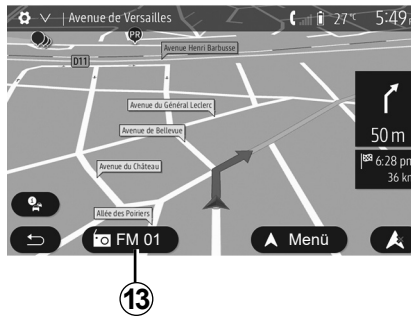 Avenue de Versailles
27°C
5:49
PR
Avenue Henri Barbusse
D11
Avenue du Général Leclerc
Avenue de Bellevue
50 m
6:28 pm
36 km
Avenue du Château
Allée des Poiriers
FM 01
Menü
13